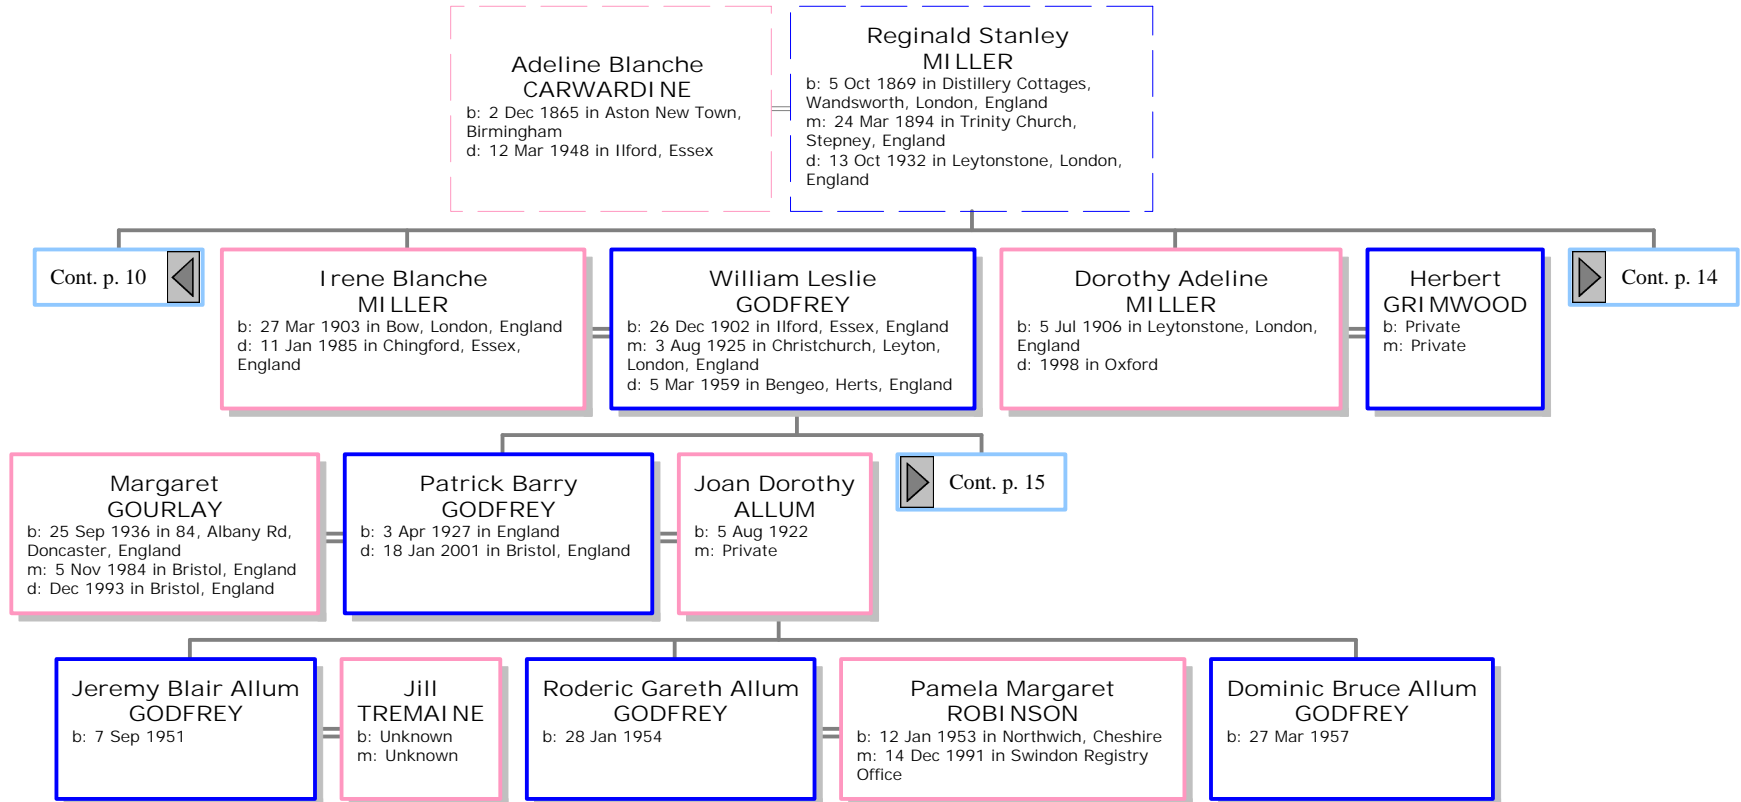 Adeline Blanche
CARWARDINE
b: 2 Dec 1865 in Aston New Town,
Birmingham
d: 12 Mar 1948 in Ilford, Essex
Reginald Stanley
MILLER
b: 5 Oct 1869 in Distillery Cottages,
Wandsworth, London, England
m: 24 Mar 1894 in Trinity Church,
Stepney, England
d: 13 Oct 1932 in Leytonstone, London,
England
Cont. p. 10
Irene Blanche
MILLER
b: 27 Mar 1903 in Bow, London, England
d: 11 Jan 1985 in Chingford, Essex,
England
William Leslie
GODFREY
b: 26 Dec 1902 in Ilford, Essex, England
m: 3 Aug 1925 in Christchurch, Leyton,
London, England
d: 5 Mar 1959 in Bengeo, Herts, England
Dorothy Adeline
MILLER
b: 5 Jul 1906 in Leytonstone, London,
England
d: 1998 in Oxford
Herbert
GRIMWOOD
b: Private
m: Private
Cont. p. 14
Margaret
GOURLAY
b: 25 Sep 1936 in 84, Albany Rd,
Doncaster, England
m: 5 Nov 1984 in Bristol, England
d: Dec 1993 in Bristol, England
Patrick Barry
GODFREY
b: 3 Apr 1927 in England
d: 18 Jan 2001 in Bristol, England
Joan Dorothy
ALLUM
b: 5 Aug 1922
m: Private
Cont. p. 15
Jeremy Blair Allum
GODFREY
b: 7 Sep 1951
Jill
TREMAINE
b: Unknown
m: Unknown
Roderic Gareth Allum
GODFREY
b: 28 Jan 1954
Pamela Margaret
ROBINSON
b: 12 Jan 1953 in Northwich, Cheshire
m: 14 Dec 1991 in Swindon Registry
Office
Dominic Bruce Allum
GODFREY
b: 27 Mar 1957